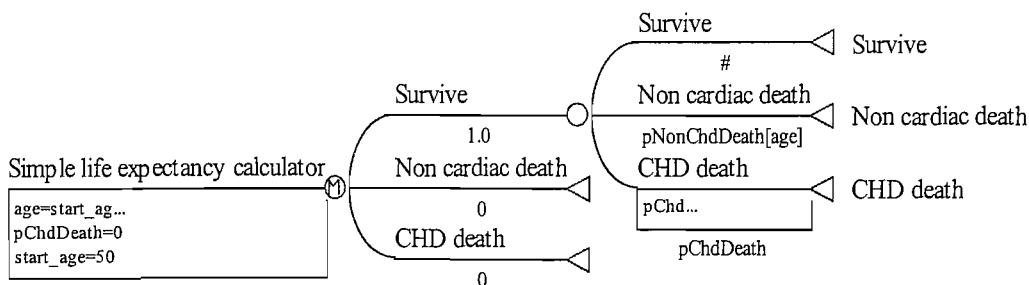 Survive
Survive
#
Non cardiac death
Non cardiac death
pNonChdDeath[age]
CHD death
CHD death
pChd...
pChdDeath
Survive
1.0
Non cardiac death
0
CHD death
0
Simple life expectancy calculator
M
age=start_ag...
pChdDeath=0
start_age=50